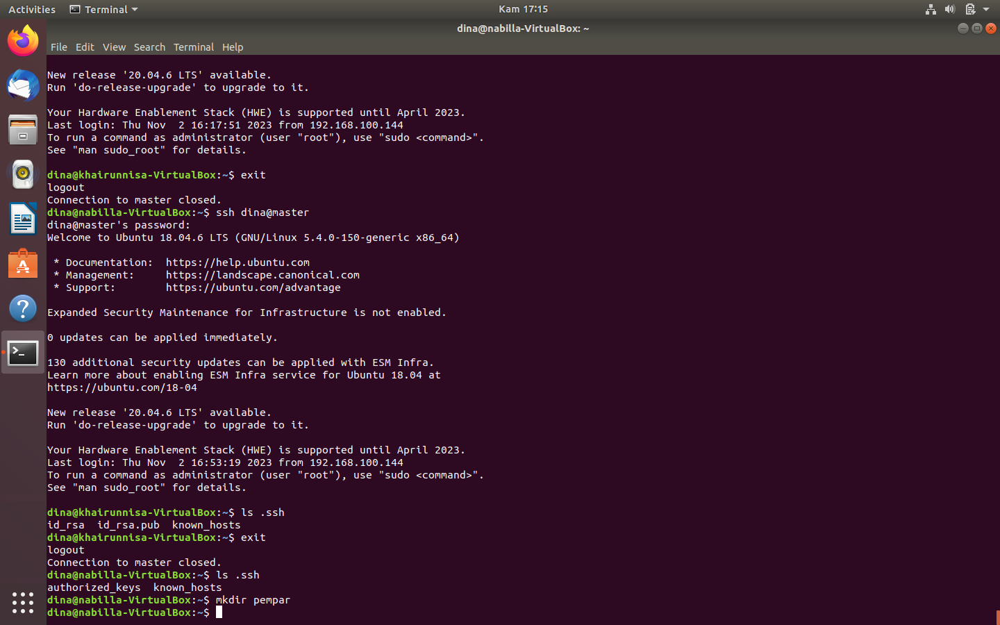 Activities Terminal Kam 17:15
dina@nabilla-VirtualBox: ~
File Edit View Search Terminal Help
New release '20.04.6 LTS' available.
Run 'do-release-upgrade' to upgrade to it.
Your Hardware Enablement Stack (HWE) is supported until April 2023.
Last login: Thu Nov  2 16:17:51 2023 from 192.168.100.144
To run a command as administrator (user "root"), use "sudo <command>".
See "man sudo_root" for details.
dina@khairunnisa-VirtualBox:~$ exit
logout
Connection to master closed.
dina@nabilla-VirtualBox:~$ ssh dina@master
dina@master's password:
Welcome to Ubuntu 18.04.6 LTS (GNU/Linux 5.4.0-150-generic x86_64)
 * Documentation:  https://help.ubuntu.com
 * Management:     https://landscape.canonical.com
 * Support:        https://ubuntu.com/advantage
Expanded Security Maintenance for Infrastructure is not enabled.
0 updates can be applied immediately.
130 additional security updates can be applied with ESM Infra.
Learn more about enabling ESM Infra service for Ubuntu 18.04 at
https://ubuntu.com/18-04
New release '20.04.6 LTS' available.
Run 'do-release-upgrade' to upgrade to it.
Your Hardware Enablement Stack (HWE) is supported until April 2023.
Last login: Thu Nov  2 16:53:19 2023 from 192.168.100.144
To run a command as administrator (user "root"), use "sudo <command>".
See "man sudo_root" for details.
dina@khairunnisa-VirtualBox:~$ ls .ssh
id_rsa  id_rsa.pub  known_hosts
dina@khairunnisa-VirtualBox:~$ exit
logout
Connection to master closed.
dina@nabilla-VirtualBox:~$ ls .ssh
authorized_keys  known_hosts
dina@nabilla-VirtualBox:~$ mkdir pempar
dina@nabilla-VirtualBox:~$